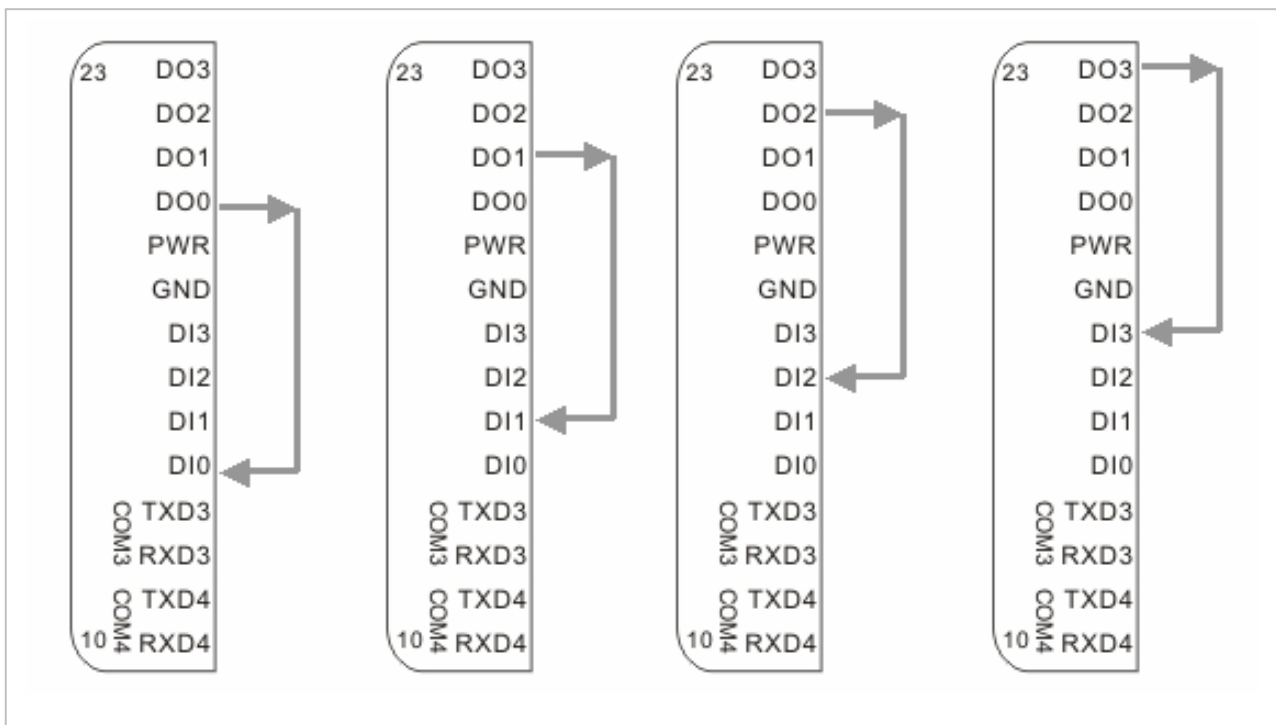 23 DO3
DO2
DO1
DO0
PWR
GND
DI3
DI2
DI1
DI0
COM3 TXD3
RXD3
COM4 TXD4
10 RXD4
23 DO3
DO2
DO1
DO0
PWR
GND
DI3
DI2
DI1
DI0
COM3 TXD3
RXD3
COM4 TXD4
10 RXD4
23 DO3
DO2
DO1
DO0
PWR
GND
DI3
DI2
DI1
DI0
COM3 TXD3
RXD3
COM4 TXD4
10 RXD4
23 DO3
DO2
DO1
DO0
PWR
GND
DI3
DI2
DI1
DI0
COM3 TXD3
RXD3
COM4 TXD4
10 RXD4